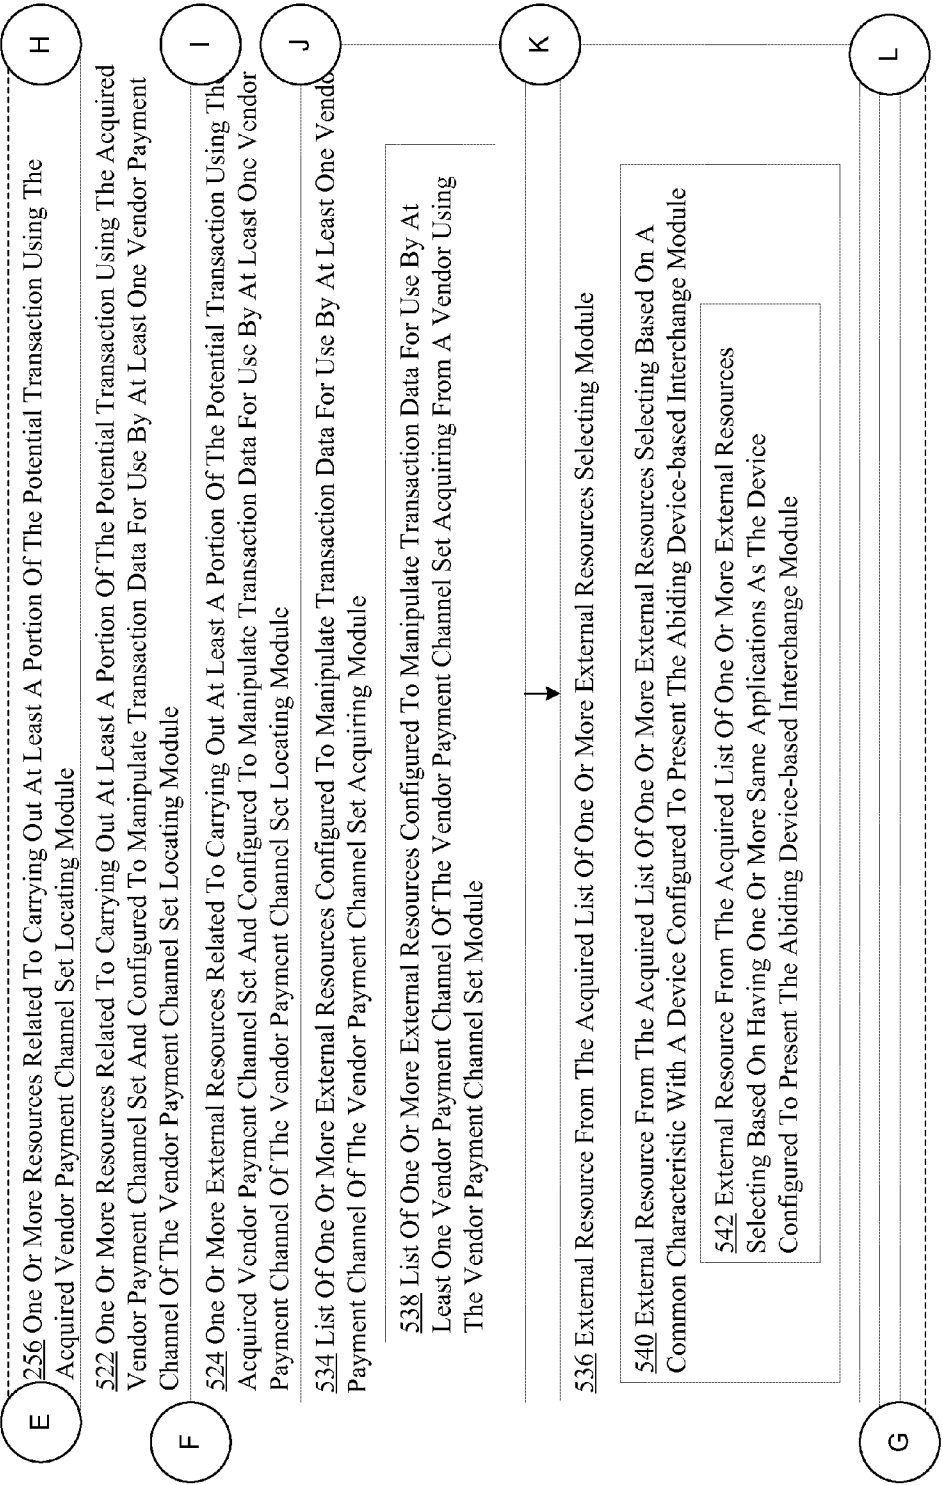 H
I
J
K
L
256 One Or More Resources Related To Carrying Out At Least A Portion Of The Potential Transaction Using The
Acquired Vendor Payment Channel Set Locating Module
522 One Or More Resources Related To Carrying Out At Least A Portion Of The Potential Transaction Using The Acquired
Vendor Payment Channel Set And Configured To Manipulate Transaction Data For Use By At Least One Vendor Payment
Channel Of The Vendor Payment Channel Set Locating Module
524 One Or More External Resources Related To Carrying Out At Least A Portion Of The Potential Transaction Using The
Acquired Vendor Payment Channel Set And Configured To Manipulate Transaction Data For Use By At Least One Vendor
Payment Channel Of The Vendor Payment Channel Set Locating Module
534 List Of One Or More External Resources Configured To Manipulate Transaction Data For Use By At Least One Vendor
Payment Channel Of The Vendor Payment Channel Set Acquiring Module
538 List Of One Or More External Resources Configured To Manipulate Transaction Data For Use By At
Least One Vendor Payment Channel Of The Vendor Payment Channel Set Acquiring From A Vendor Using
The Vendor Payment Channel Set Module
536 External Resource From The Acquired List Of One Or More External Resources Selecting Module
540 External Resource From The Acquired List Of One Or More External Resources Selecting Based On A
Common Characteristic With A Device Configured To Present The Abiding Device-based Interchange Module
542 External Resource From The Acquired List Of One Or More External Resources
Selecting Based On Having One Or More Same Applications As The Device
Configured To Present The Abiding Device-based Interchange Module
E
F
G